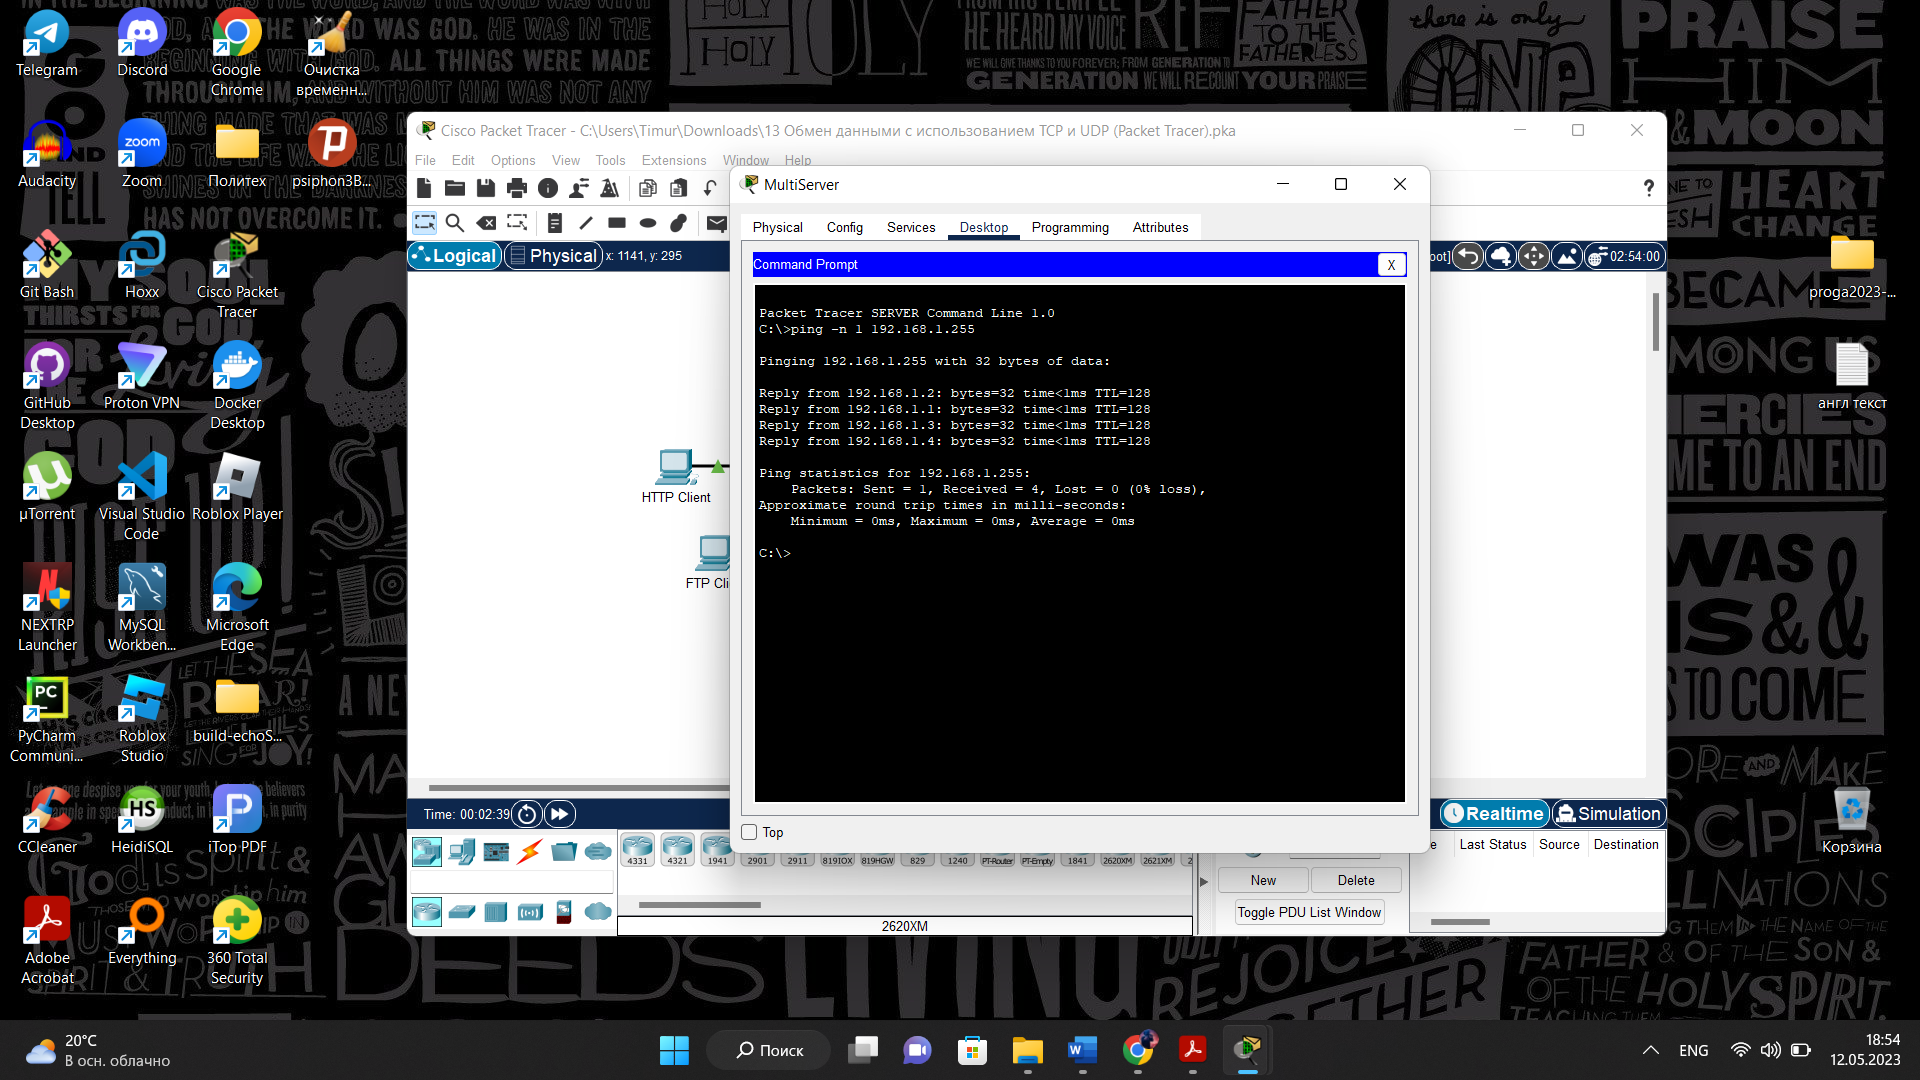 Telegram
Discord
Google
Chrome
Очистка
временн...
Audacity
Zoom
Политех
psiphon3B...
Git Bash
Hoxx
Cisco Packet
Tracer
GitHub
Desktop
Proton VPN
Docker
Desktop
µTorrent
Visual Studio
Code
Roblox Player
NEXTRP
Launcher
MySQL
Workben...
Microsoft
Edge
PyCharm
Communi...
Roblox
Studio
build-echoS...
CCleaner
HeidiSQL
iTop PDF
Adobe
Acrobat
Everything
360 Total
Security
proga2023-...
англ текст
Корзина
Cisco Packet Tracer - C:\Users\Timur\Downloads\13 Обмен данными с использованием TCP и UDP (Packet Tracer).pka
File Edit Options View Tools Extensions Window Help
Logical Physical x: 1141, y: 295
oot] 02:54:00
HTTP Client
FTP Cli
MultiServer
Physical Config Services Desktop Programming Attributes
Command Prompt X
Packet Tracer SERVER Command Line 1.0
C:\>ping -n 1 192.168.1.255
Pinging 192.168.1.255 with 32 bytes of data:
Reply from 192.168.1.2: bytes=32 time<1ms TTL=128
Reply from 192.168.1.1: bytes=32 time<1ms TTL=128
Reply from 192.168.1.3: bytes=32 time<1ms TTL=128
Reply from 192.168.1.4: bytes=32 time<1ms TTL=128
Ping statistics for 192.168.1.255:
Packets: Sent = 1, Received = 4, Lost = 0 (0% loss),
Approximate round trip times in milli-seconds:
Minimum = 0ms, Maximum = 0ms, Average = 0ms
C:\>
Top
Time: 00:02:39
Realtime Simulation
4331 4321 1941 2901 2911 819IOX 819HGW 829 1240 PT-Router PT-Empty 1841 2620XM 2621XM 2
2620XM
New Delete
Toggle PDU List Window
e Last Status Source Destination
20°C
В осн. облачно
Поиск
ENG
18:54
12.05.2023